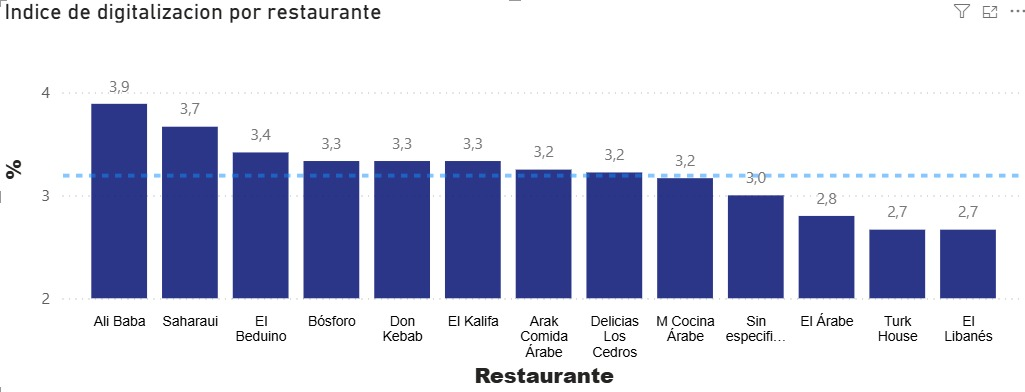 Indice de digitalizacion por restaurante
%
4
3
2
3,9
3,7
3,4
3,3
3,3
3,3
3,2
3,2
3,2
3,0
2,8
2,7
2,7
Ali Baba
Saharaui
El
Beduino
Bósforo
Don
Kebab
El Kalifa
Arak
Comida
Árabe
Delicias
Los
Cedros
M Cocina
Árabe
Sin
especifi...
El Árabe
Turk
House
El
Libanés
Restaurante